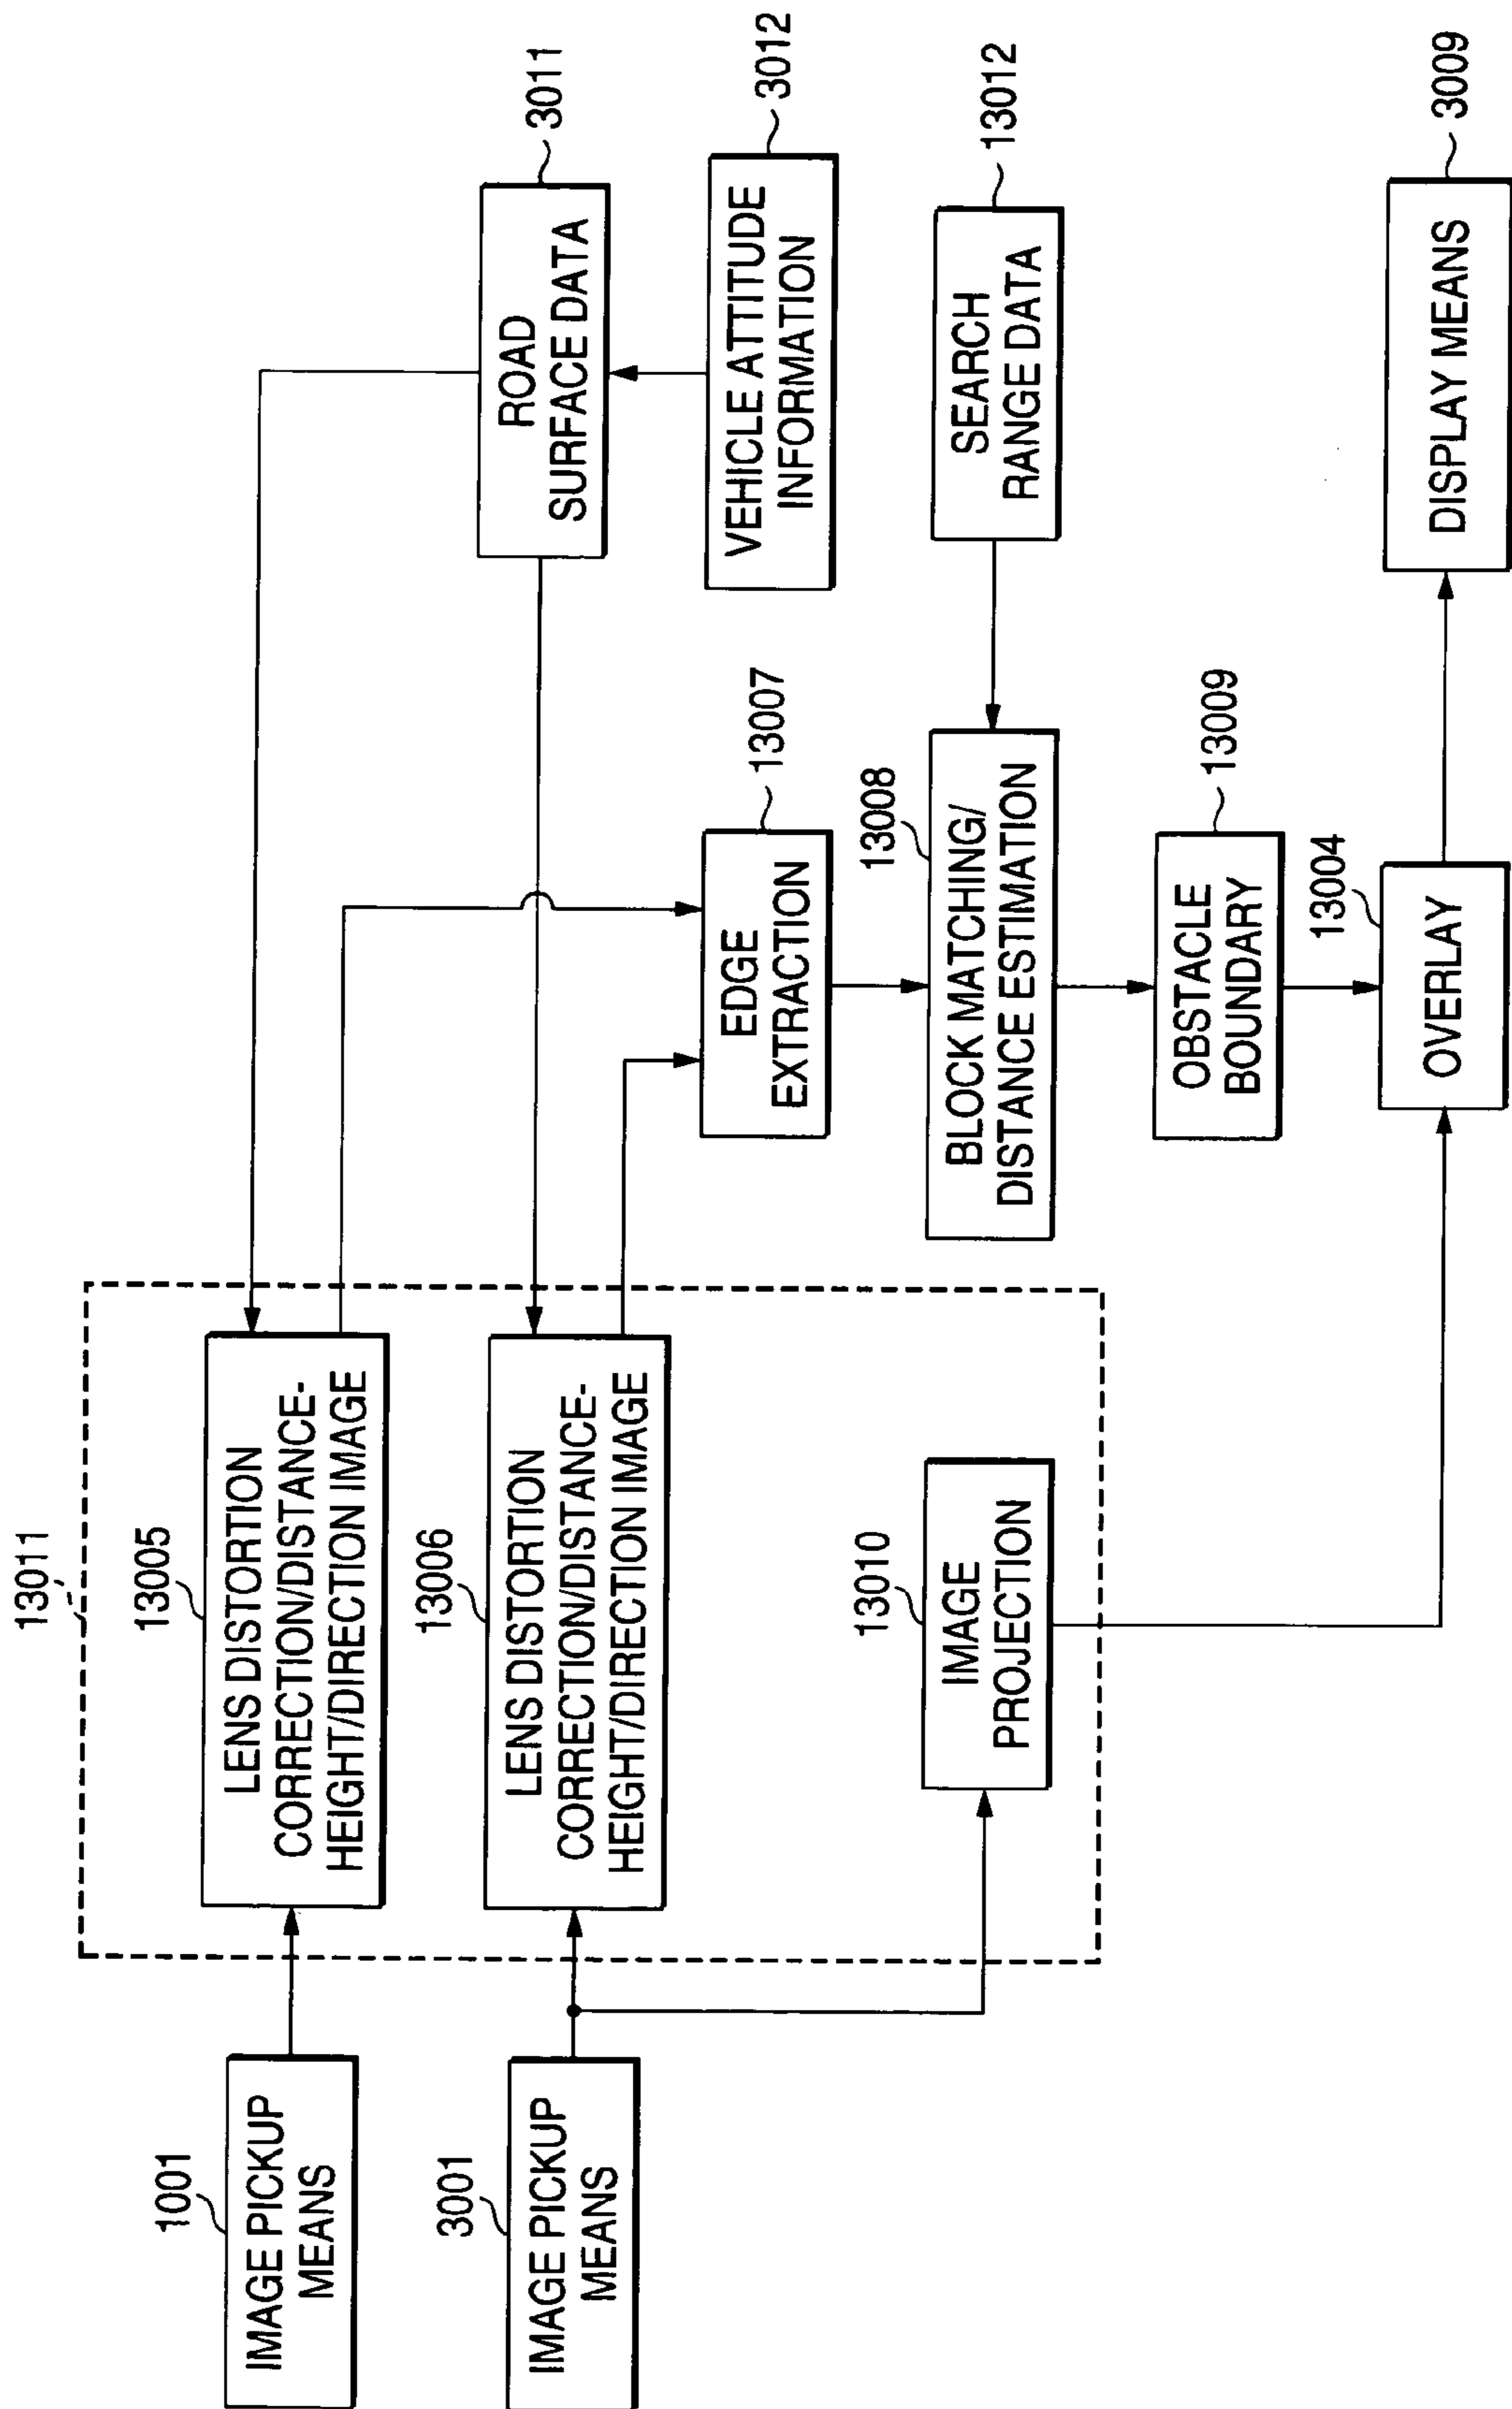 13011
1001
IMAGE PICKUP
MEANS
13005
LENS DISTORTION
CORRECTION/DISTANCE-
HEIGHT/DIRECTION IMAGE
ROAD
SURFACE DATA
3011
3001
IMAGE PICKUP
MEANS
13006
LENS DISTORTION
CORRECTION/DISTANCE-
HEIGHT/DIRECTION IMAGE
EDGE
EXTRACTION
13007
VEHICLE ATTITUDE
INFORMATION
3012
13010
IMAGE
PROJECTION
13008
BLOCK MATCHING/
DISTANCE ESTIMATION
SEARCH
RANGE DATA
13012
OBSTACLE
BOUNDARY
13009
13004
OVERLAY
DISPLAY MEANS
3009